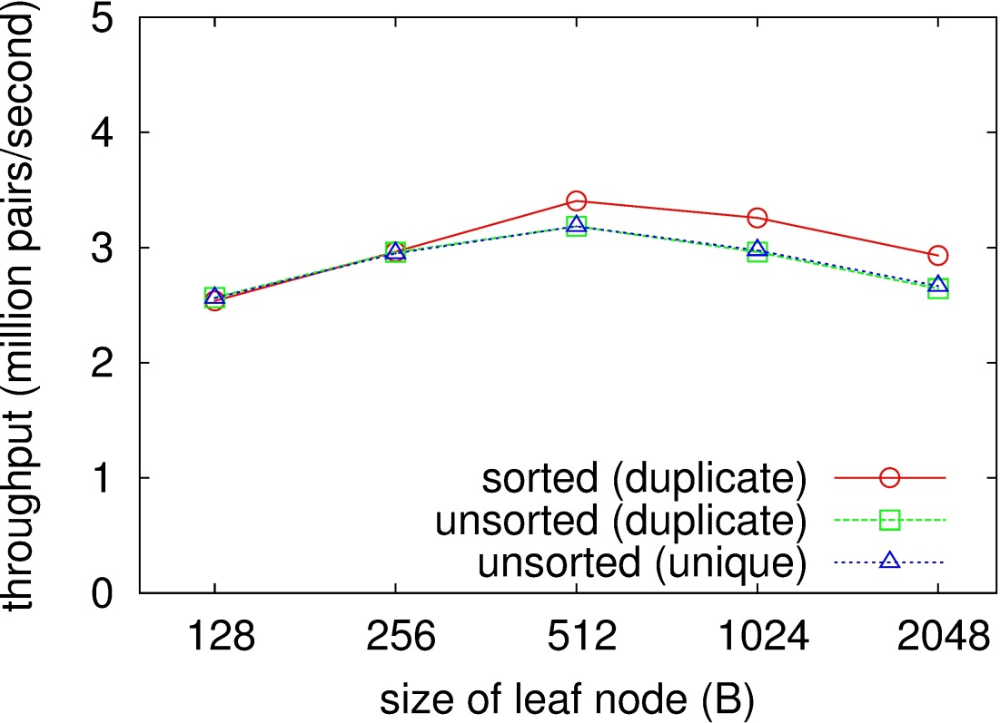 throughput (million pairs/second)
5
4
3
2
1
0
sorted (duplicate)
unsorted (duplicate)
unsorted (unique)
128 256 512 1024 2048
size of leaf node (B)